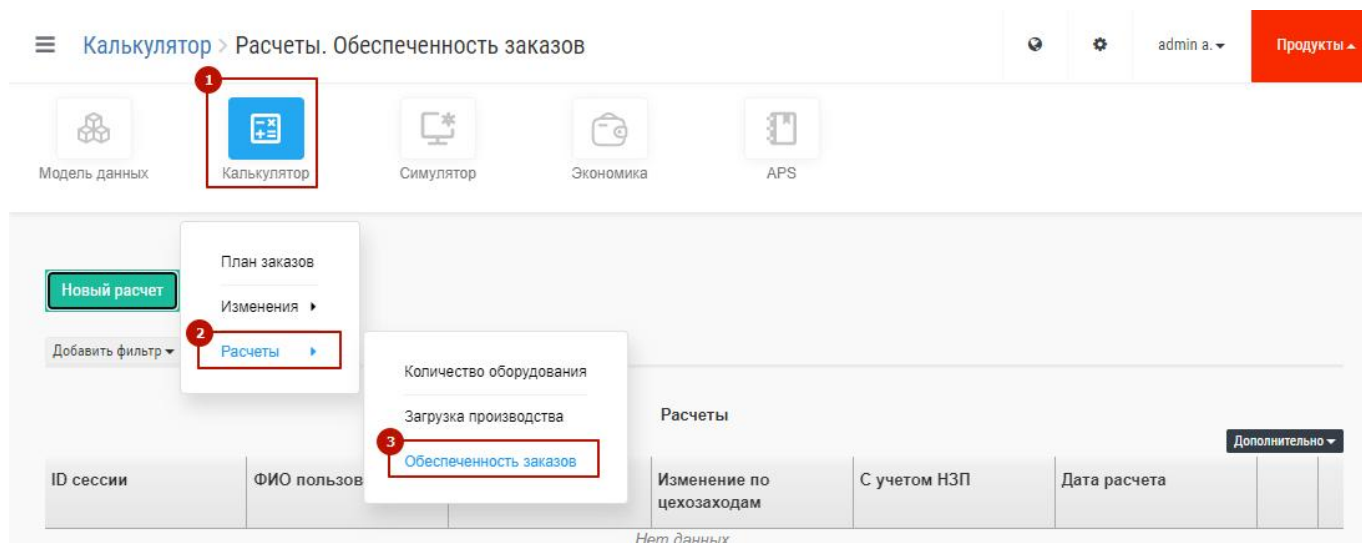 Калькулятор > Расчеты. Обеспеченность заказов
admin a.
Продукты
1
Модель данных
Калькулятор
Симулятор
Экономика
APS
План заказов
Новый расчет
Изменения
2
Добавить фильтр
Расчеты
Количество оборудования
Загрузка производства
Расчеты
3
Дополнительно
Обеспеченность заказов
ID сессии
ФИО пользов
Изменение по
цехозаходам
С учетом НЗП
Дата расчета
Нет данных